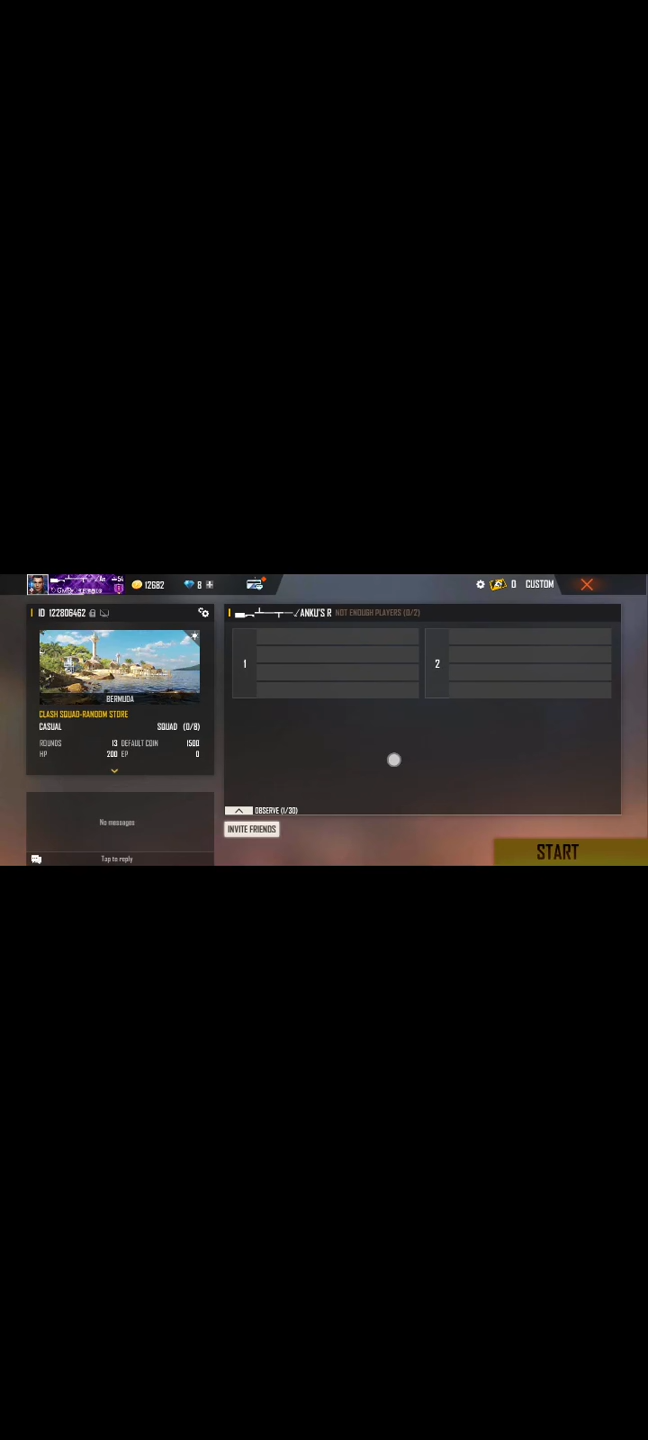 54
12682
8
0
CUSTOM
ID 122806462
BERMUDA
CLASH SQUAD-RANDOM STORE
CASUAL
SQUAD (0/8)
ROUNDS 13 DEFAULT COIN 1500
HP 200 EP 0
No messages
Tap to reply
ANKU'S R NOT ENOUGH PLAYERS (0/2)
1
2
OBSERVE (1/30)
INVITE FRIENDS
START